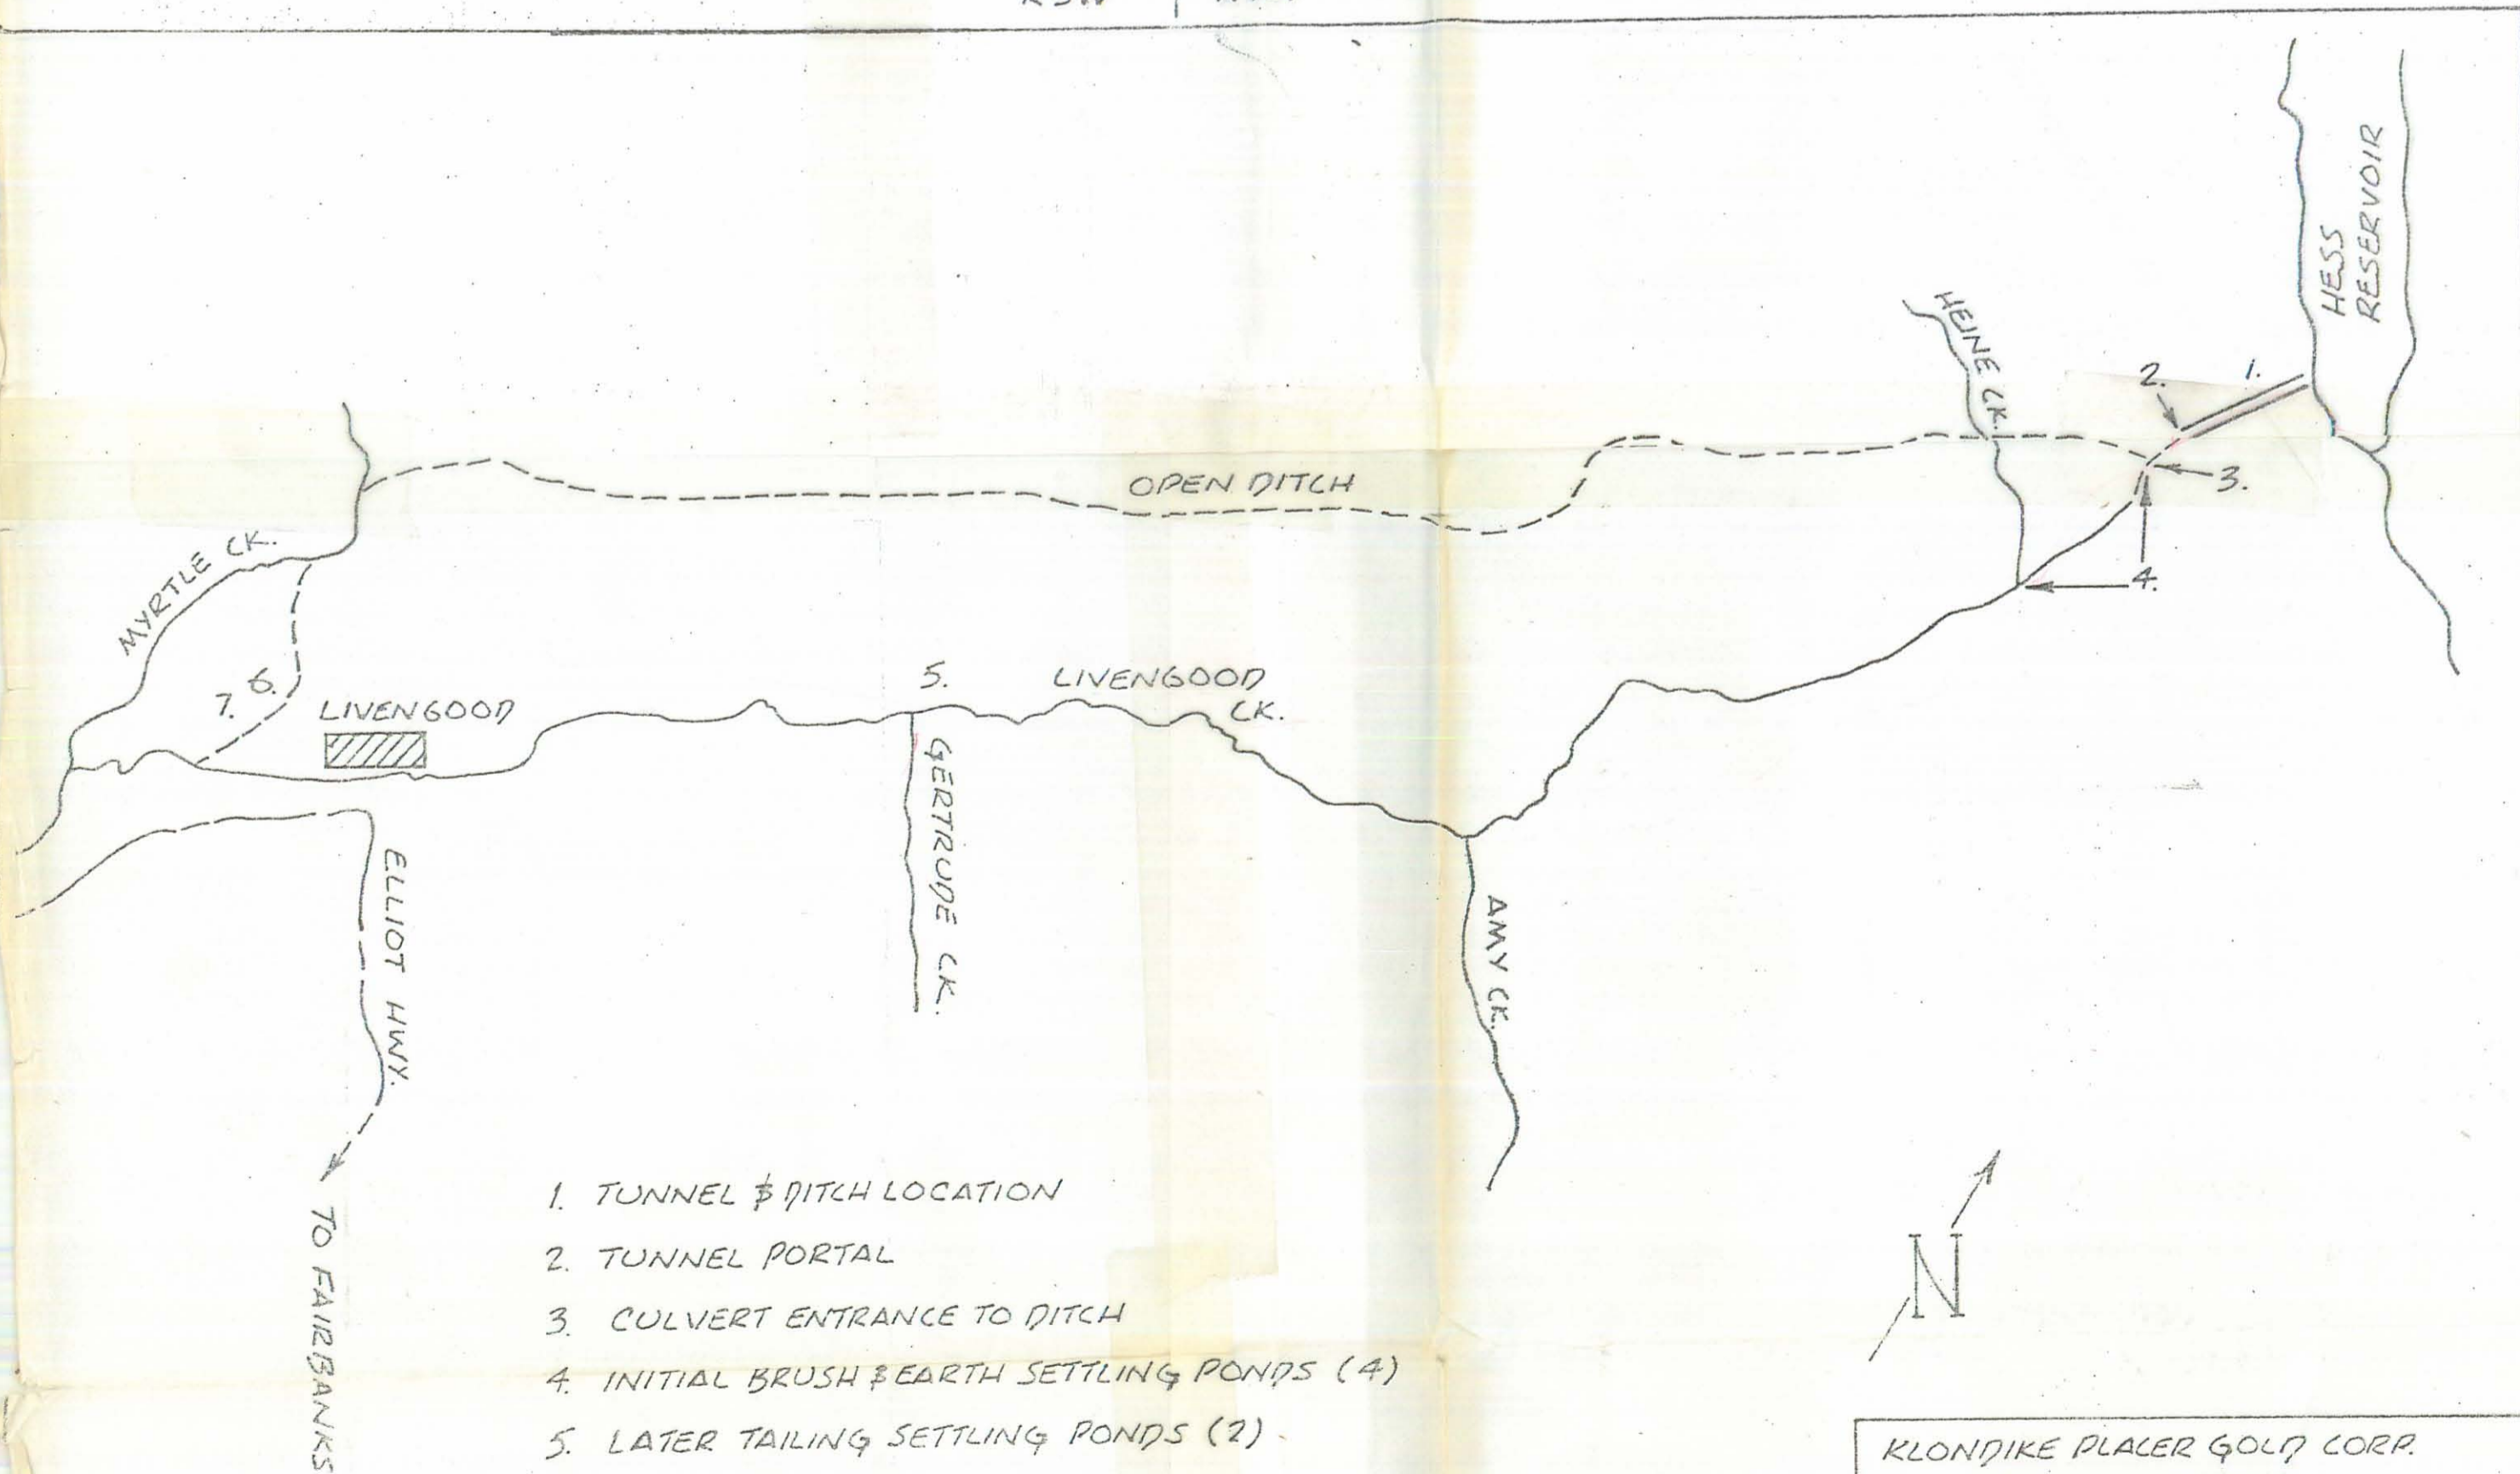 HESS
RESERVOIR
HEINE CK.
1.
2.
3.
4.
OPEN DITCH
MYRTLE CK.
5.
LIVENGOOD
CK.
6.
7.
LIVENGOOD
GERTRUDE CK.
AMY CK.
ELLIOT HWY.
TO FAIRBANKS
1. TUNNEL & DITCH LOCATION
2. TUNNEL PORTAL
3. CULVERT ENTRANCE TO DITCH
4. INITIAL BRUSH & EARTH SETTLING PONDS (4)
5. LATER TAILING SETTLING PONDS (2)
N
KLONDIKE PLACER GOLD CORP.